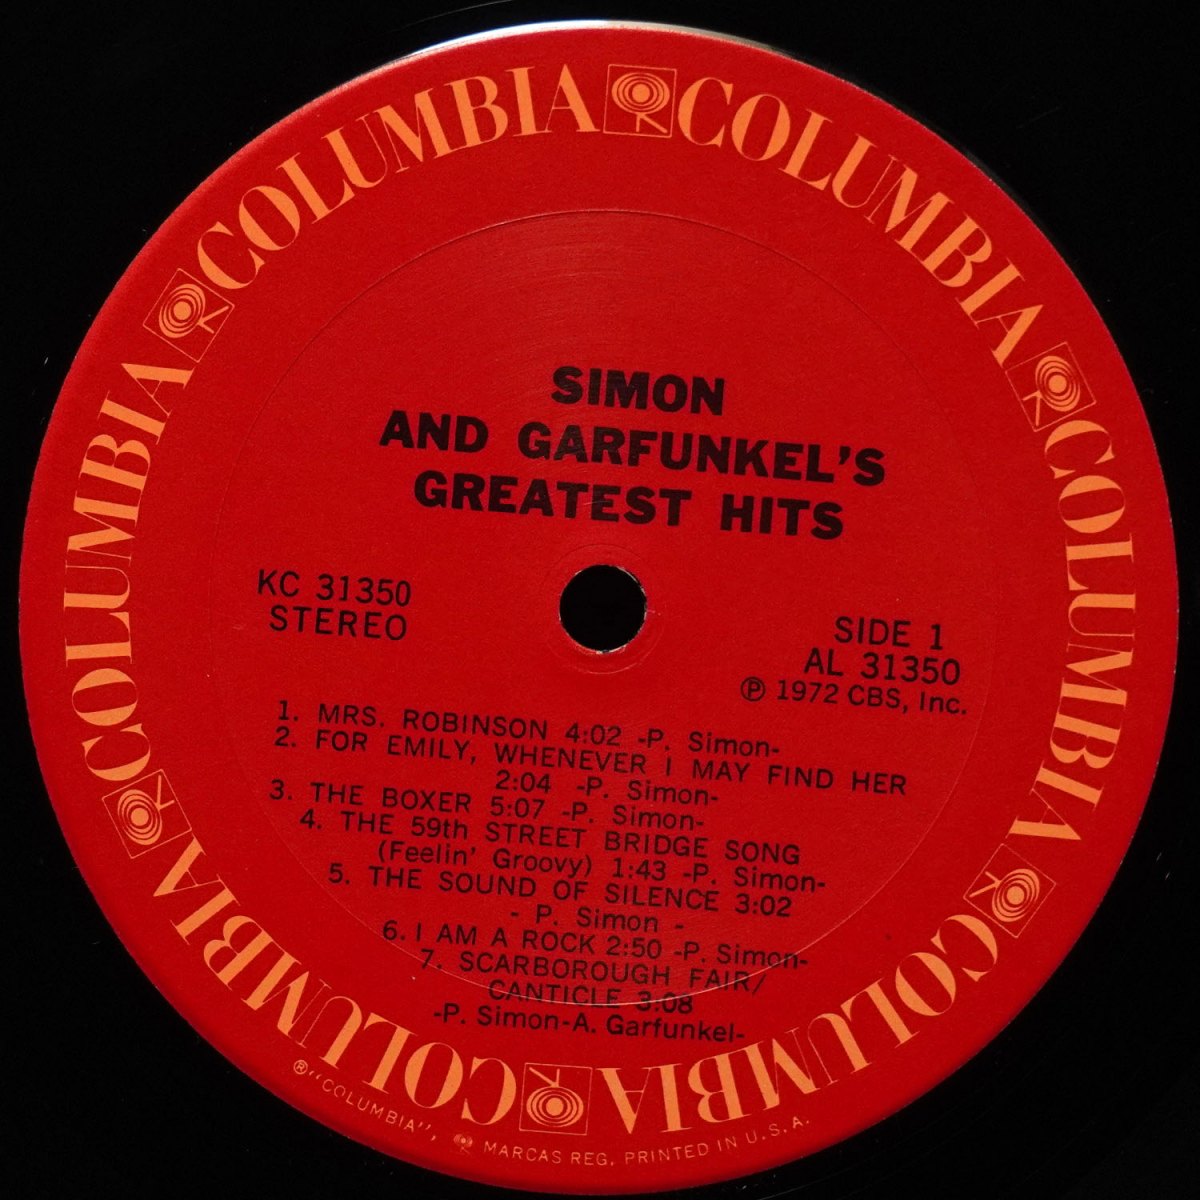 COLUMBIA COLUMBIA COLUMBIA COLUMBIA COLUMBIA COLUMBIA
SIMON
AND GARFUNKEL'S
GREATEST HITS
KC 31350
STEREO
SIDE 1
AL 31350
Ⓟ 1972 CBS, Inc.
1. MRS. ROBINSON 4:02 -P. Simon-
2. FOR EMILY, WHENEVER I MAY FIND HER
2:04 -P. Simon-
3. THE BOXER 5:07 -P. Simon-
4. THE 59th STREET BRIDGE SONG
(Feelin' Groovy) 1:43 -P. Simon-
5. THE SOUND OF SILENCE 3:02
- P. Simon -
6. I AM A ROCK 2:50 -P. Simon-
7. SCARBOROUGH FAIR/
CANTICLE 3:08
-P. Simon-A. Garfunkel-
®"COLUMBIA", MARCAS REG. PRINTED IN U.S.A.